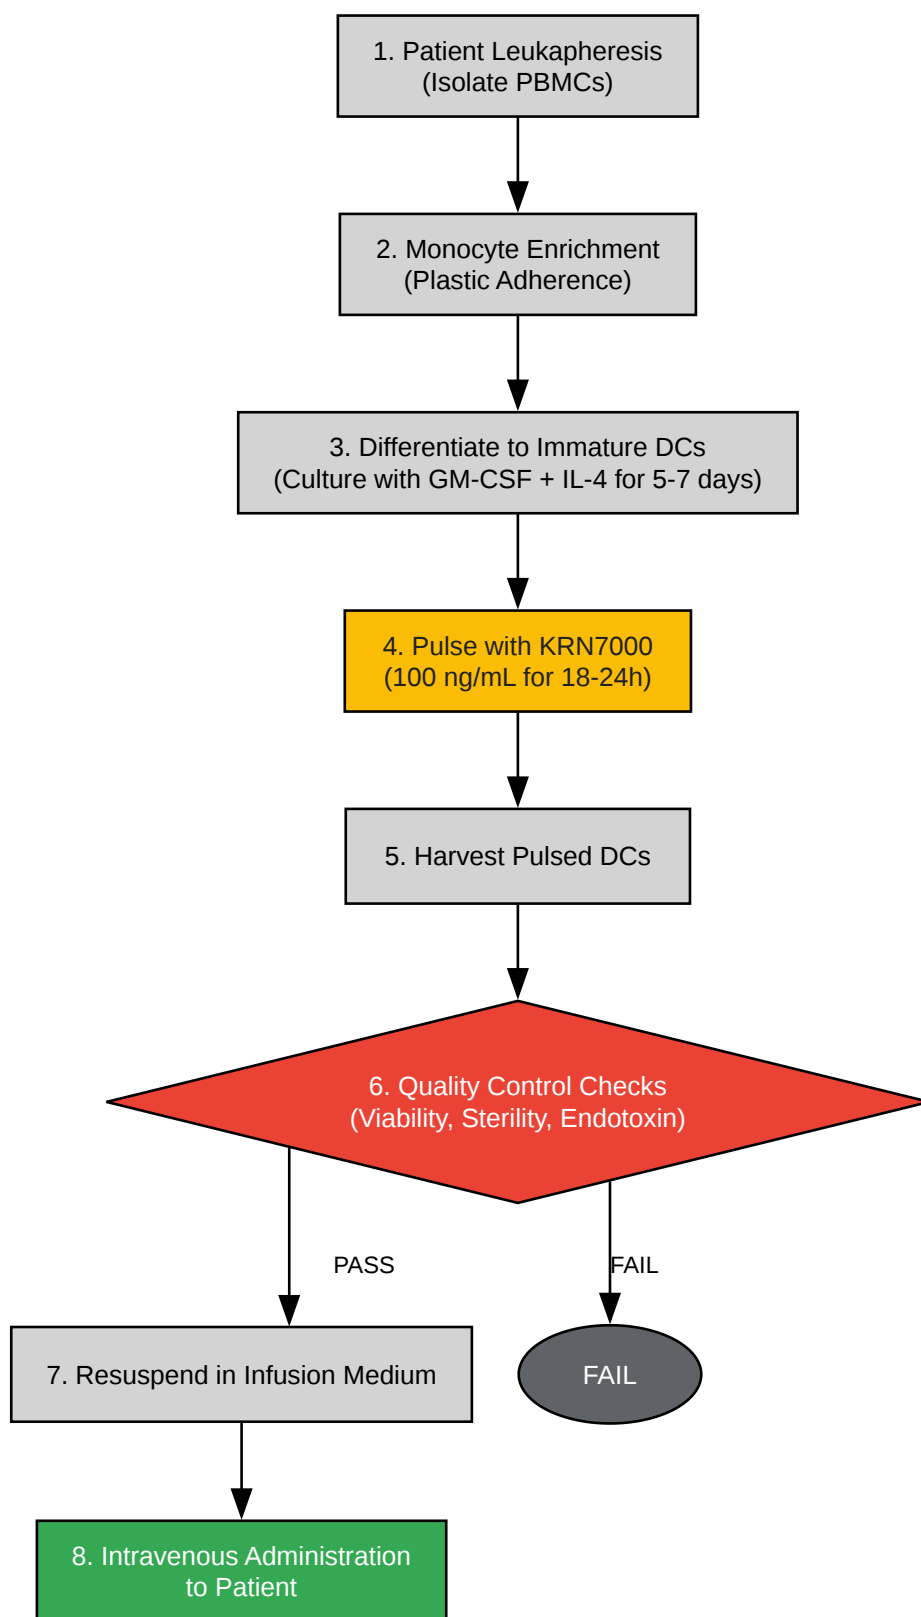 1. Patient Leukapheresis
(Isolate PBMCs)
2. Monocyte Enrichment
(Plastic Adherence)
3. Differentiate to Immature DCs
(Culture with GM-CSF + IL-4 for 5-7 days)
4. Pulse with KRN7000
(100 ng/mL for 18-24h)
5. Harvest Pulsed DCs
6. Quality Control Checks
(Viability, Sterility, Endotoxin)
PASS
FAIL
7. Resuspend in Infusion Medium
FAIL
8. Intravenous Administration
to Patient